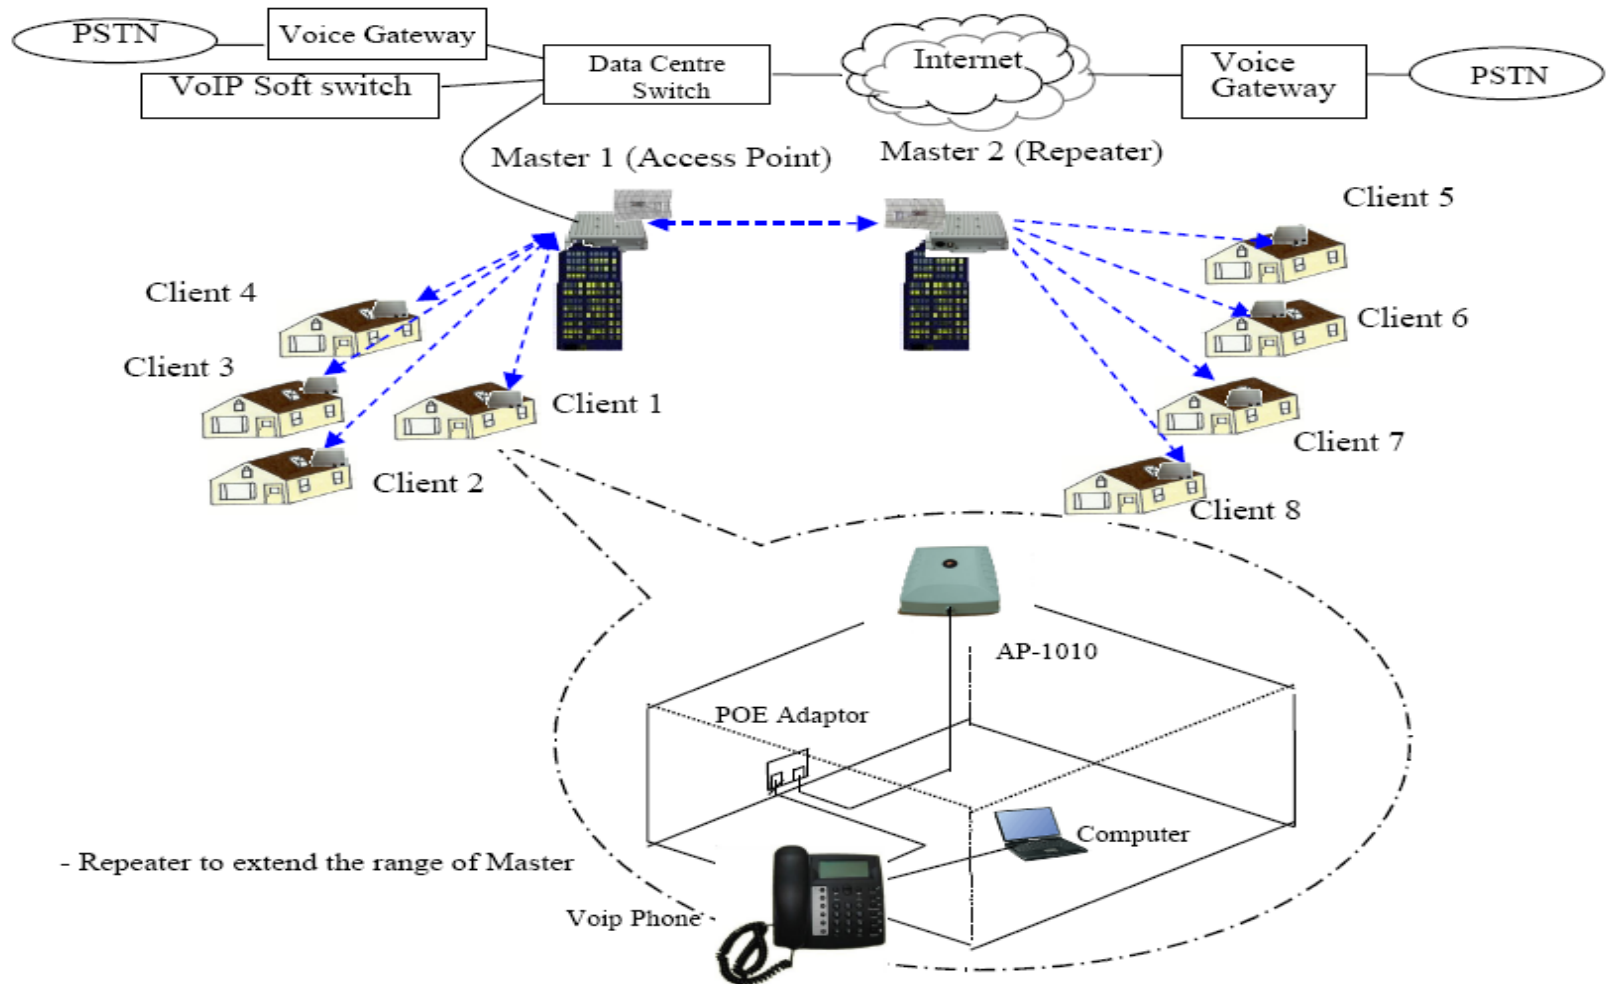 PSTN
Voice Gateway
VoIP Soft switch
Data Centre
Switch
Internet
Voice
Gateway
PSTN
Master 1 (Access Point)
Master 2 (Repeater)
Client 5
Client 4
Client 6
Client 3
Client 1
Client 7
Client 2
Client 8
AP-1010
POE Adaptor
Computer
- Repeater to extend the range of Master
Voip Phone